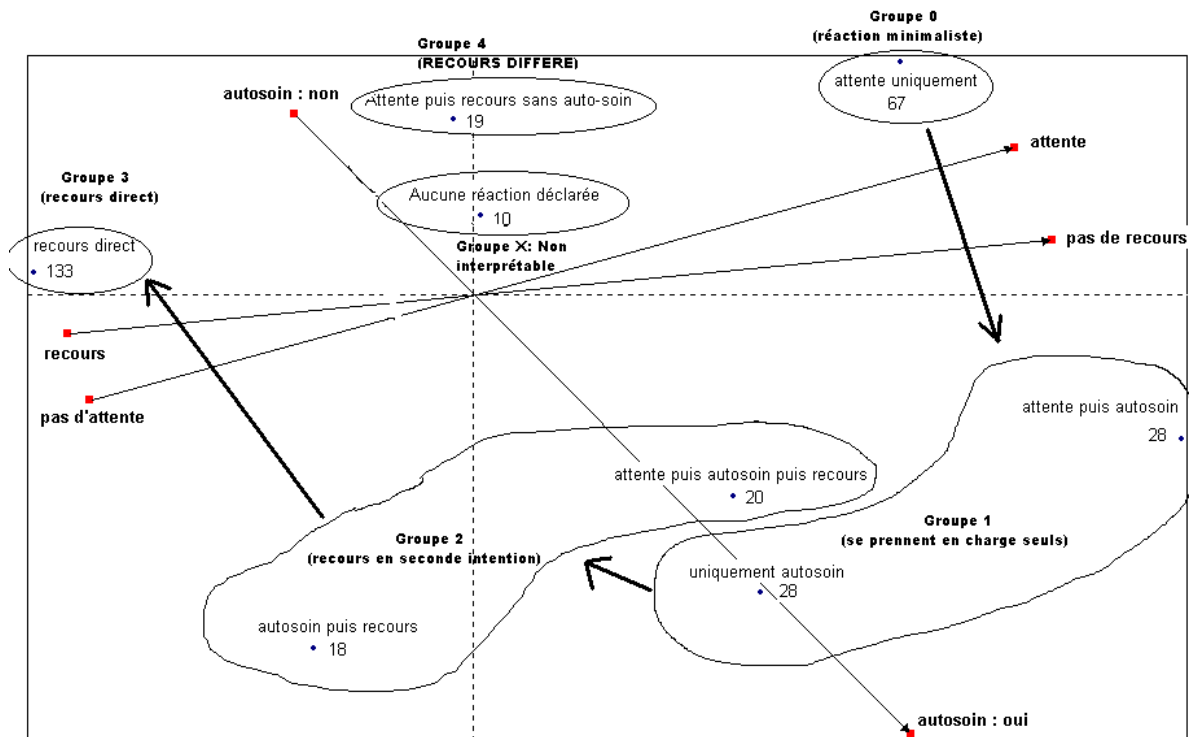 Groupe 0
(réaction minimaliste)
Groupe 4
(RECOURS DIFFERE)
attente uniquement
67
autosoin : non
Attente puis recours sans auto-soin
19
attente
Groupe 3
(recours direct)
Aucune réaction déclarée
10
pas de recours
Groupe X: Non
interprétable
recours direct
133
recours
pas d'attente
attente puis autosoin
28
attente puis autosoin puis recours
20
Groupe 1
(se prennent en charge seuls)
Groupe 2
(recours en seconde intention)
uniquement autosoin
28
autosoin puis recours
18
autosoin : oui